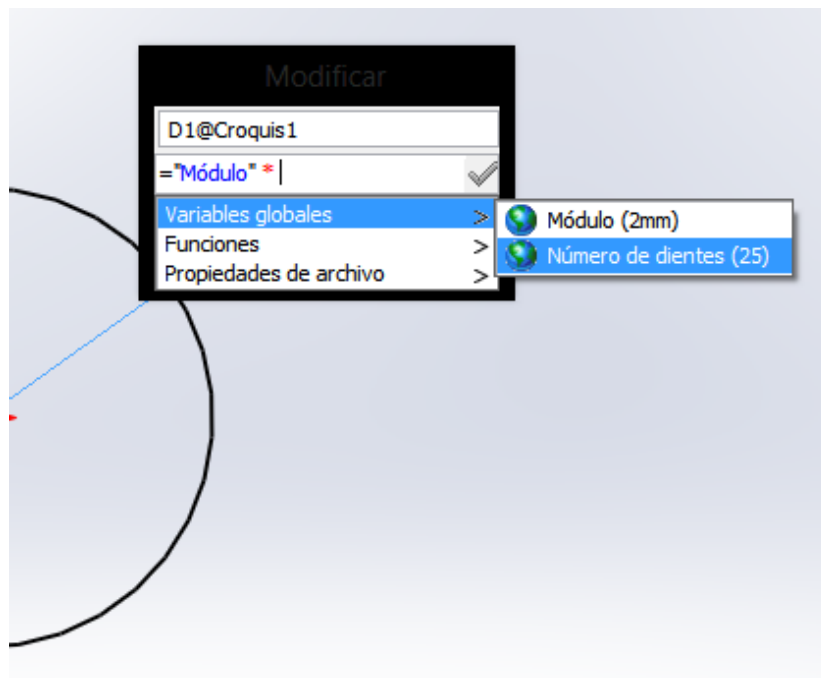 Modificar
D1@Croquis1
="Módulo" *
Variables globales >
Funciones >
Propiedades de archivo >
Módulo (2mm)
Número de dientes (25)